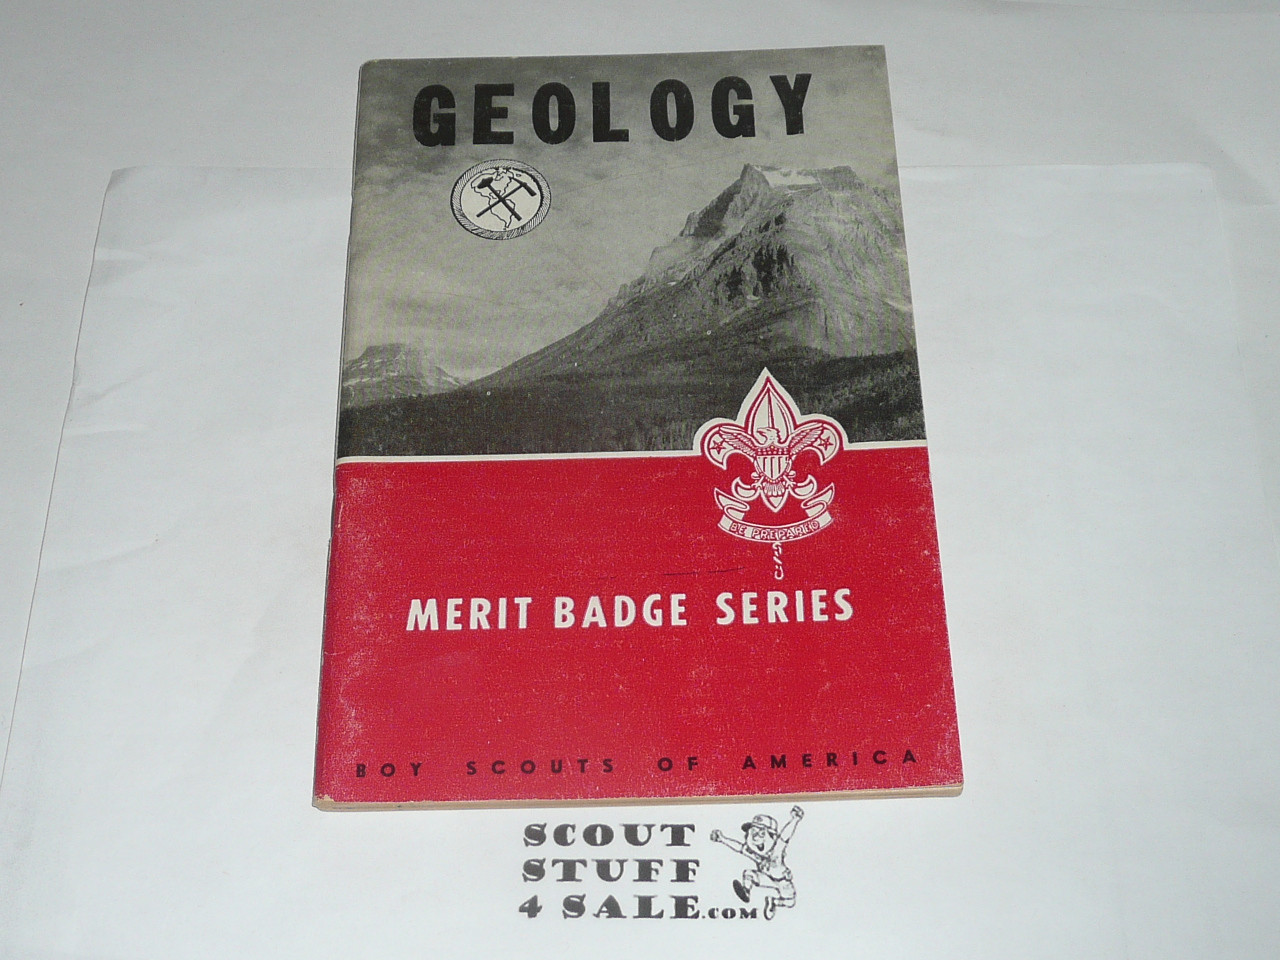 GEOLOGY
BE PREPARED
MERIT BADGE SERIES
BOY SCOUTS OF AMERICA
SCOUT
STUFF
4 SALE.COM